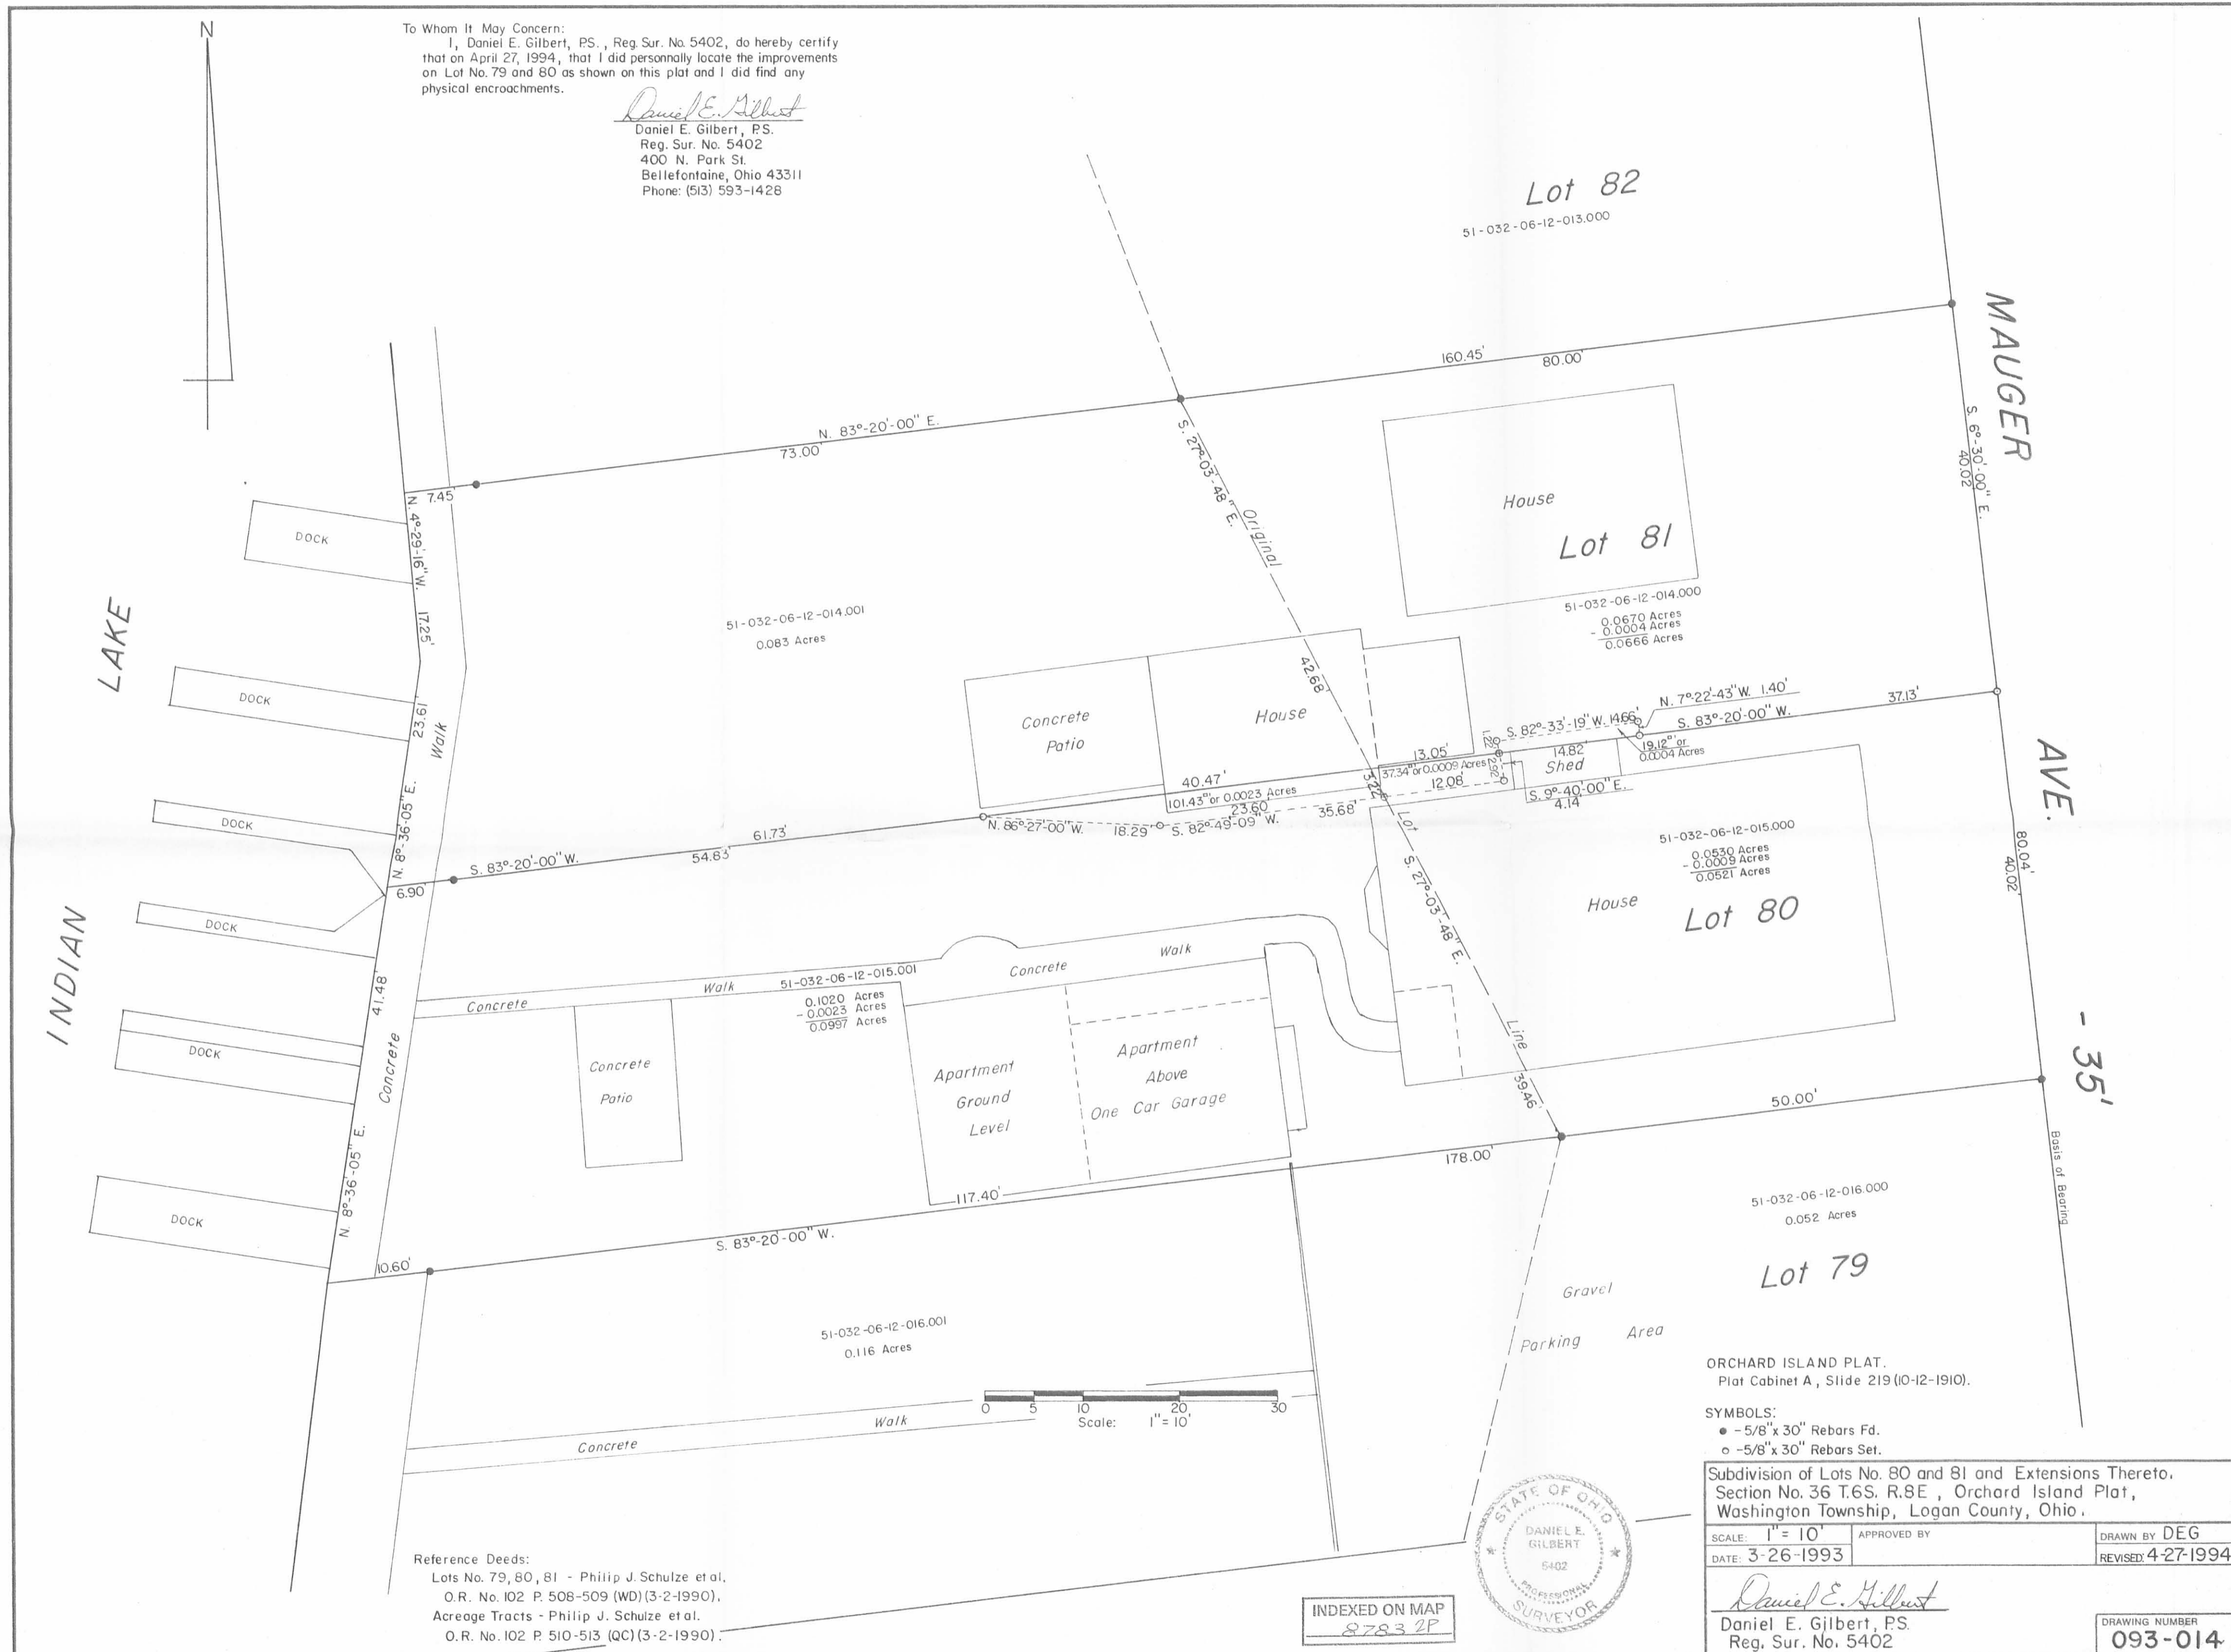 N
To Whom It May Concern:
I, Daniel E. Gilbert, P.S., Reg. Sur. No. 5402, do hereby certify
that on April 27, 1994, that I did personnally locate the improvements
on Lot No. 79 and 80 as shown on this plat and I did find any
physical encroachments.
Daniel E. Gilbert
Daniel E. Gilbert, P.S.
Reg. Sur. No. 5402
400 N. Park St.
Bellefontaine, Ohio 43311
Phone: (513) 593-1428
Lot 82
51-032-06-12-013.000
MAUGER
AVE.
- 35'
160.45'
80.00'
N. 83°-20'-00" E.
73.00'
7.45'
S. 6°-30'-00" E.
40.02'
N. 4°-29'-16" W. 17.25'
S. 27°-03'-48" E.
Original
42.68'
House
Lot 81
51-032-06-12-014.000
0.0670 Acres
- 0.0004 Acres
0.0666 Acres
51-032-06-12-014.001
0.083 Acres
DOCK
LAKE
DOCK
23.61'
Walk
N. 8°-36'-05" E.
DOCK
Concrete
Patio
House
N. 7°-22'-43" W. 1.40'
S. 82°-33'-19" W. 14.66'
S. 83°-20'-00" W.
37.13'
13.05'
1.22'
2.92'
14.82'
Shed
19.12 or
0.0004 Acres
37.34 or 0.0009 Acres
12.08'
3.22'
S. 9°-40'-00" E.
4.14
40.47'
101.43 or 0.0023 Acres
23.60'
35.68'
N. 86°-27'-00" W. 18.29' S. 82°-49'-09" W.
61.73'
54.83'
S. 83°-20'-00" W.
6.90'
Lot
S. 27°-03'-48" E.
Line
39.46'
51-032-06-12-015.000
0.0530 Acres
- 0.0009 Acres
0.0521 Acres
House
Lot 80
80.04'
40.02'
INDIAN
DOCK
DOCK
DOCK
41.48'
Concrete
N. 8°-36'-05" E.
Concrete
Walk
51-032-06-12-015.001
0.1020 Acres
- 0.0023 Acres
0.0997 Acres
Concrete
Walk
Concrete
Patio
Apartment
Ground
Level
Apartment
Above
One Car Garage
50.00'
178.00'
117.40'
S. 83°-20'-00" W.
10.60'
Basis of Bearing
51-032-06-12-016.000
0.052 Acres
Lot 79
Gravel
Parking Area
51-032-06-12-016.001
0.116 Acres
0 5 10 20 30
Scale: 1" = 10'
Walk
Concrete
ORCHARD ISLAND PLAT.
Plat Cabinet A, Slide 219 (10-12-1910).
SYMBOLS:
● - 5/8" x 30" Rebars Fd.
○ - 5/8" x 30" Rebars Set.
Reference Deeds:
Lots No. 79, 80, 81 - Philip J. Schulze et al.
O.R. No. 102 P. 508-509 (WD) (3-2-1990).
Acreage Tracts - Philip J. Schulze et al.
O.R. No. 102 P. 510-513 (QC) (3-2-1990).
INDEXED ON MAP
8783 2P
STATE OF OHIO
DANIEL E.
GILBERT
5402
PROFESSIONAL
SURVEYOR
Subdivision of Lots No. 80 and 81 and Extensions Thereto.
Section No. 36 T.6S. R.8E, Orchard Island Plat,
Washington Township, Logan County, Ohio.
SCALE: 1" = 10' APPROVED BY DRAWN BY DEG
DATE: 3-26-1993 REVISED: 4-27-1994
Daniel E. Gilbert
Daniel E. Gilbert, P.S.
Reg. Sur. No. 5402
DRAWING NUMBER
093-014